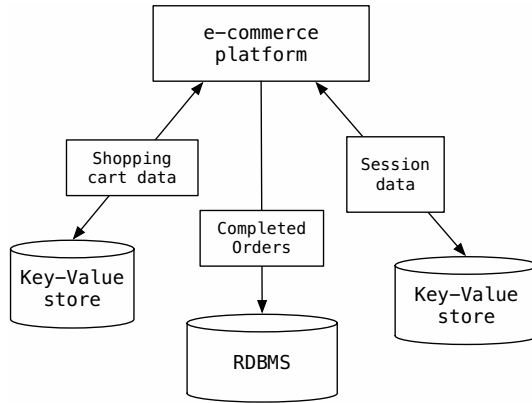 e-commerce
platform
Shopping
cart data
Session
data
Completed
Orders
Key-Value
store
Key-Value
store
RDBMS